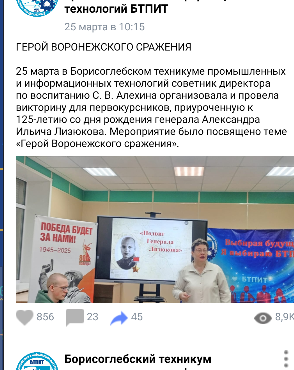 технологий БТПИТ
25 марта в 10:15
ГЕРОЙ ВОРОНЕЖСКОГО СРАЖЕНИЯ
25 марта в Борисоглебском техникуме промышленных
и информационных технологий советник директора
по воспитанию С. В. Алехина организовала и провела
викторину для первокурсников, приуроченную к
125-летию со дня рождения генерала Александра
Ильича Лизюкова. Мероприятие было посвящено теме
«Герой Воронежского сражения».
ПОБЕДА БУДЕТ
ЗА НАМИ!
1945-2025
«Подвиг
генерала
Лизюкова»
Выбирая будущ
выбираем БТП
БТПИТ
856
23
45
8,9K
БТПИТ
Борисоглебский техникум